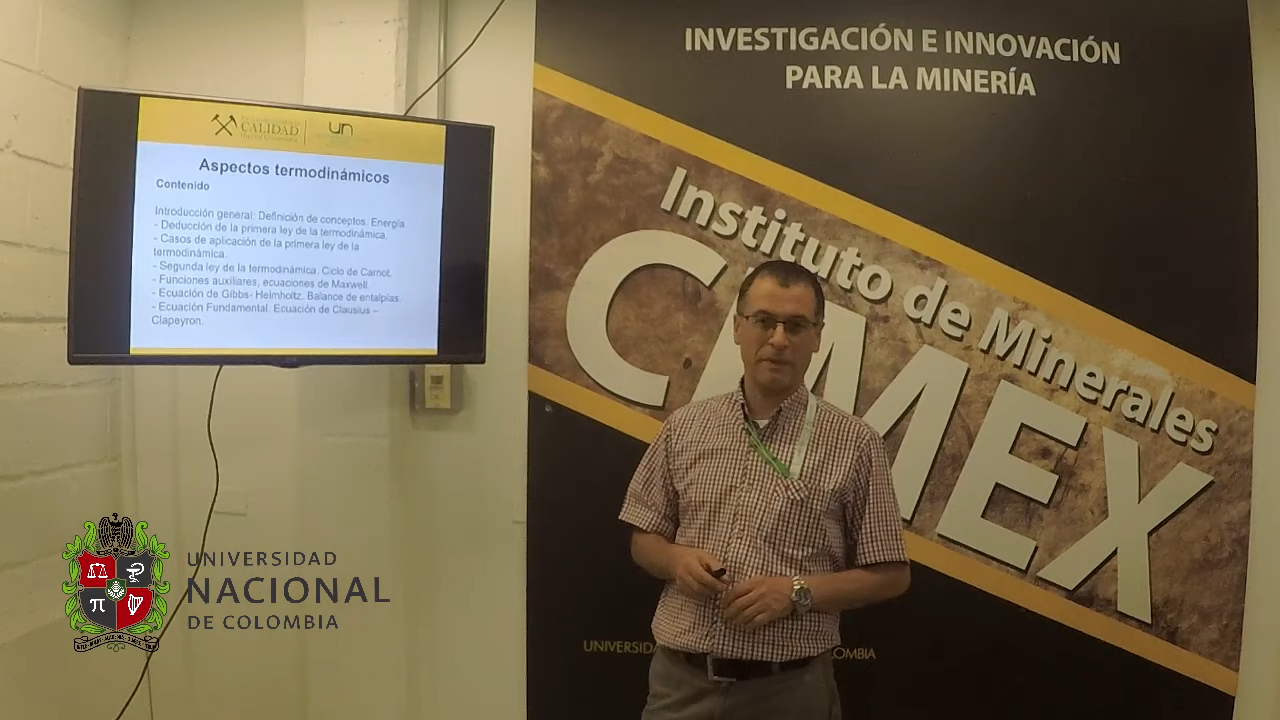 INVESTIGACIÓN E INNOVACIÓN
PARA LA MINERÍA
Instituto de Minerales
CIMEX
CALIDAD
un
Aspectos termodinámicos
Contenido
Introducción general: Definición de conceptos. Energía
- Deducción de la primera ley de la termodinámica.
- Casos de aplicación de la primera ley de la
termodinámica.
- Segunda ley de la termodinámica. Ciclo de Carnot.
- Funciones auxiliares, ecuaciones de Maxwell.
- Ecuación de Gibbs- Helmholtz. Balance de entalpías.
- Ecuación Fundamental. Ecuación de Clausius –
Clapeyron.
UNIVERSIDAD
NACIONAL
DE COLOMBIA
UNIVERSIDA OMBIA